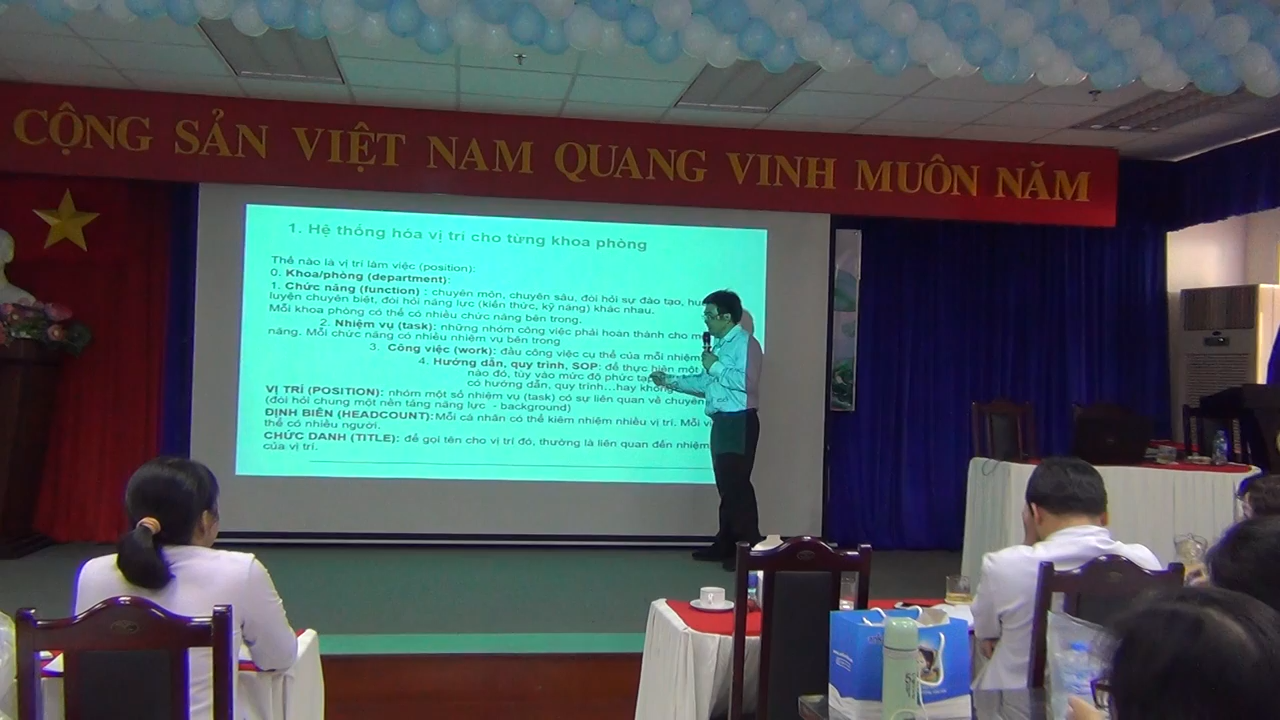 CỘNG SẢN VIỆT NAM QUANG VINH MUÔN NĂM
1. Hệ thống hóa vị trí cho từng khoa phòng
Thế nào là vị trí làm việc (position):
0. Khoa/phòng (department):
1. Chức năng (function) : chuyên môn, chuyên sâu, đòi hỏi sự đào tạo,
luyện chuyên biệt, đòi hỏi năng lực (kiến thức, kỹ năng) khác nhau.
Mỗi khoa phòng có thể có nhiều chức năng bên trong.
2. Nhiệm vụ (task): những nhóm công việc phải hoàn thành cho
năng. Mỗi chức năng có nhiều nhiệm vụ bên trong
3. Công việc (work): đầu công việc cụ thể của mỗi nhiệm
4. Hướng dẫn, quy trình, SOP: để thực hiện một
nào đó, tùy vào mức độ phức
có hướng dẫn, quy trình...hay
VỊ TRÍ (POSITION): nhóm một số nhiệm vụ (task) có sự liên quan về chuyên
(đòi hỏi chung một nền tảng năng lực - background)
ĐỊNH BIÊN (HEADCOUNT): Mỗi cá nhân có thể kiêm nhiệm nhiều vị trí. Mỗi
thể có nhiều người.
CHỨC DANH (TITLE): để gọi tên cho vị trí đó, thường là liên quan đến nhiệm
của vị trí.